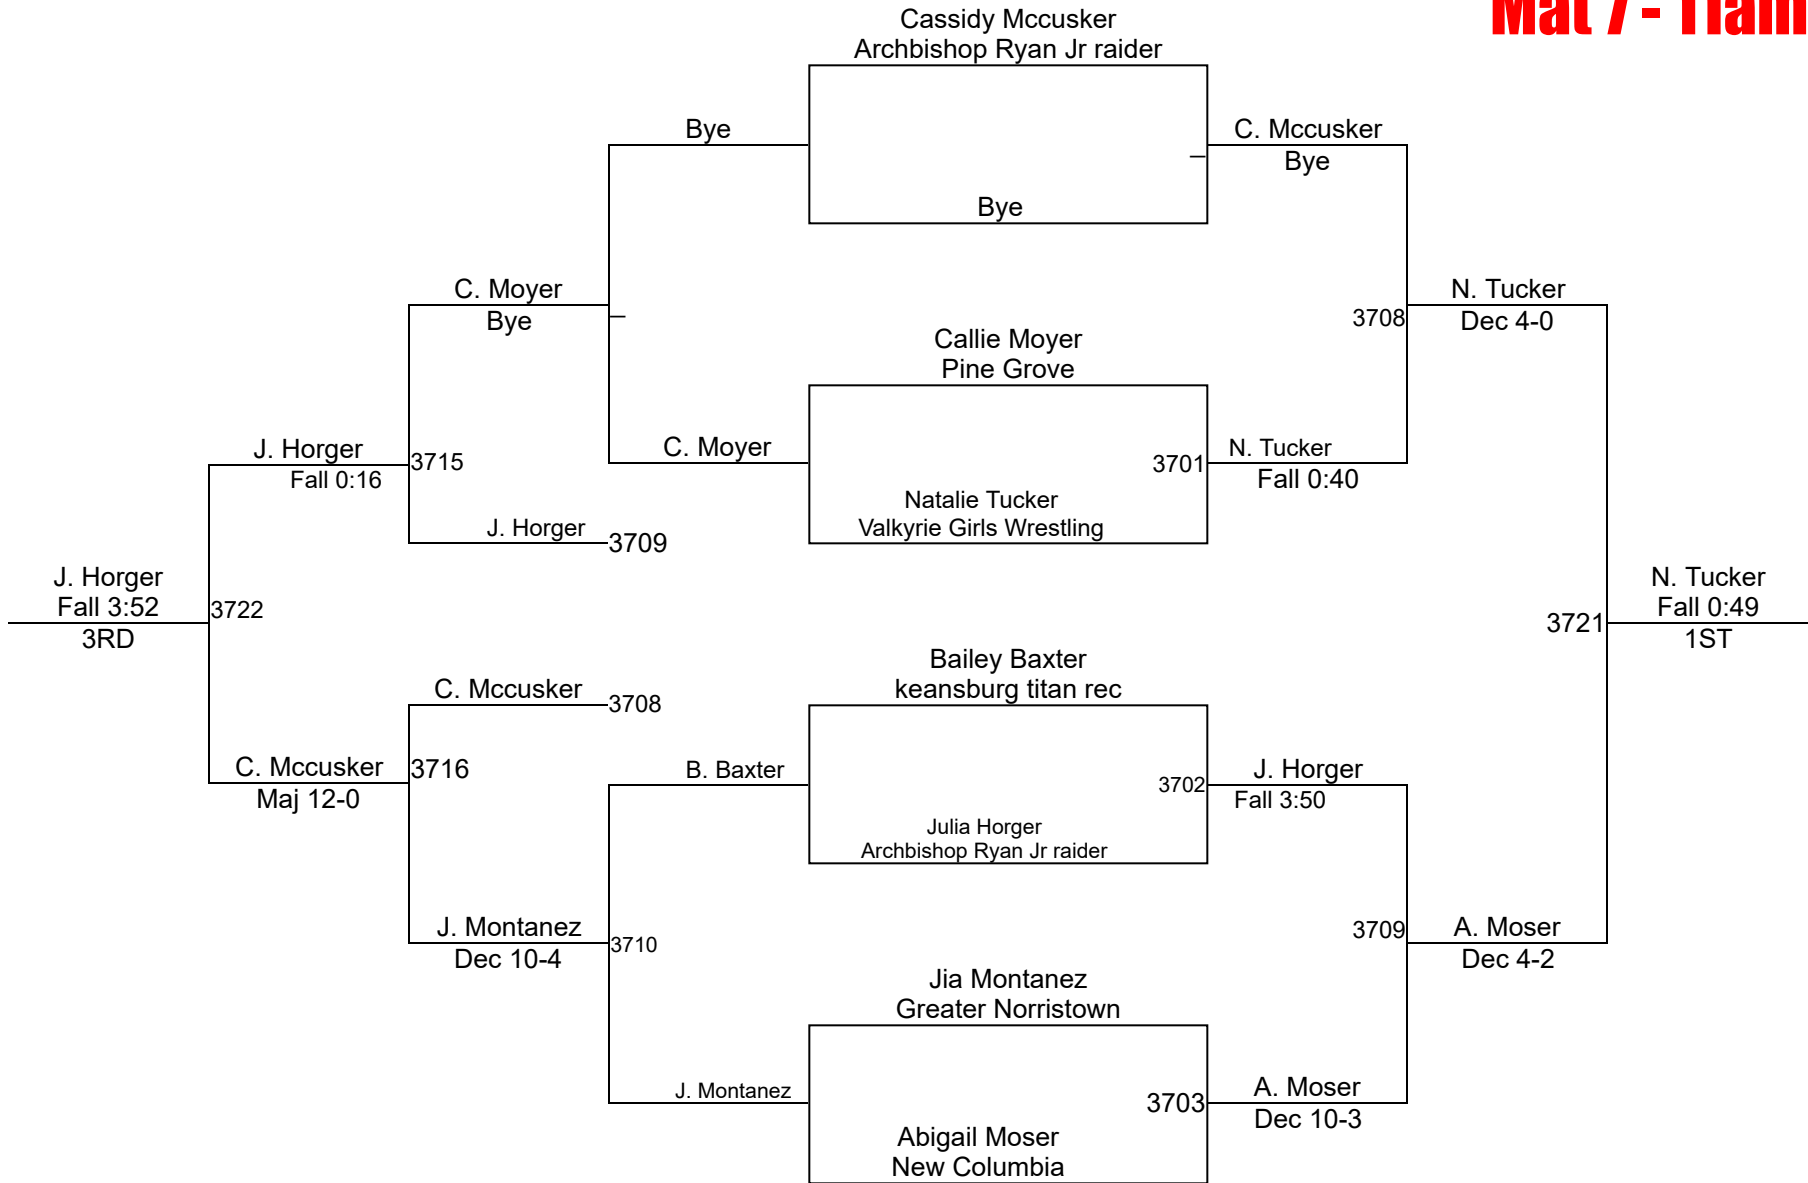 Mat 7 -
Cassidy Mccusker
Archbishop Ryan Jr raider
Bye
C. Mccusker
Bye
Bye
C. Moyer
Bye
N. Tucker
Dec 4-0
3708
Callie Moyer
Pine Grove
C. Moyer
3701
N. Tucker
Fall 0:40
Natalie Tucker
Valkyrie Girls Wrestling
J. Horger
Fall 0:16
3715
J. Horger
3709
J. Horger
Fall 3:52
3RD
3722
3721
N. Tucker
Fall 0:49
1ST
Bailey Baxter
keansburg titan rec
C. Mccusker
3708
C. Mccusker
Maj 12-0
3716
B. Baxter
3702
J. Horger
Fall 3:50
Julia Horger
Archbishop Ryan Jr raider
J. Montanez
Dec 10-4
3710
3709
A. Moser
Dec 4-2
Jia Montanez
Greater Norristown
J. Montanez
3703
A. Moser
Dec 10-3
Abigail Moser
New Columbia